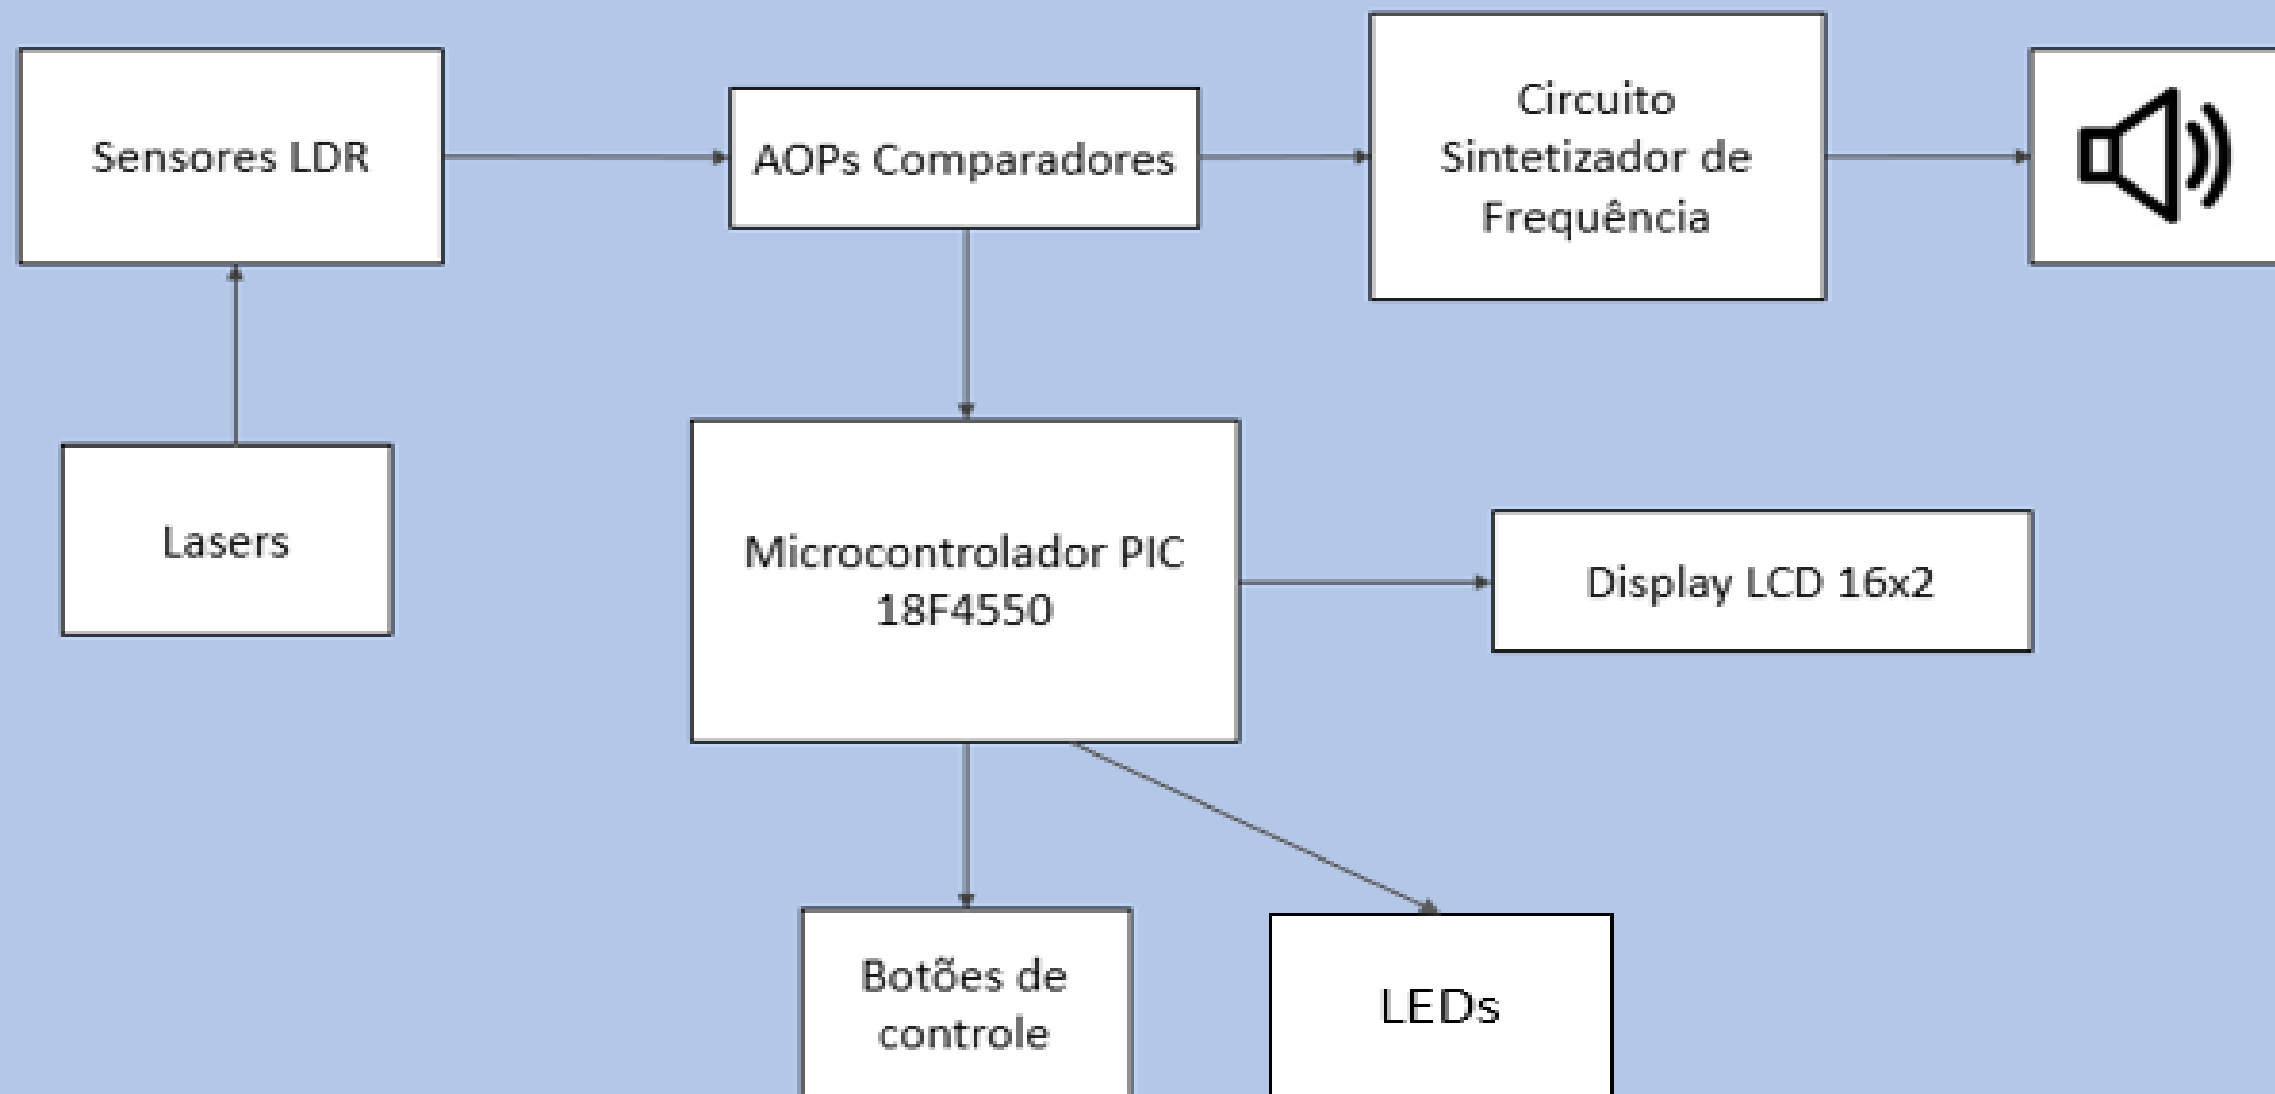 Sensores LDR
AOPs Comparadores
Circuito
Sintetizador de
Frequência
Lasers
Microcontrolador PIC
18F4550
Display LCD 16x2
Botões de
controle
LEDs